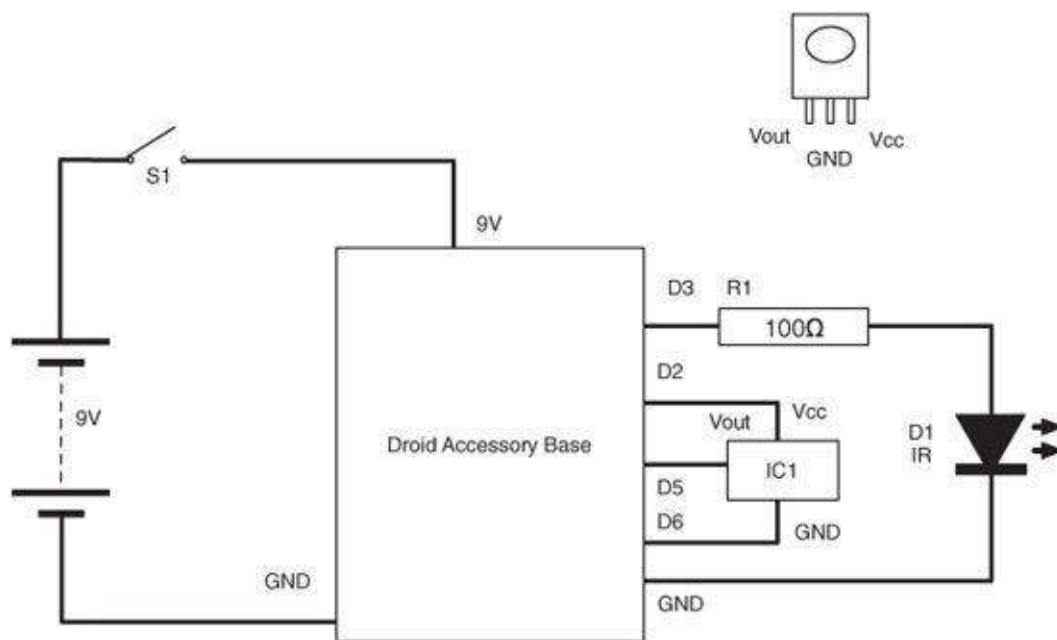 Vout
GND
Vcc
S1
9V
D3
R1
100Ω
D2
Vout
Vcc
9V
Droid Accessory Base
IC1
D1
IR
D5
D6
GND
GND
GND